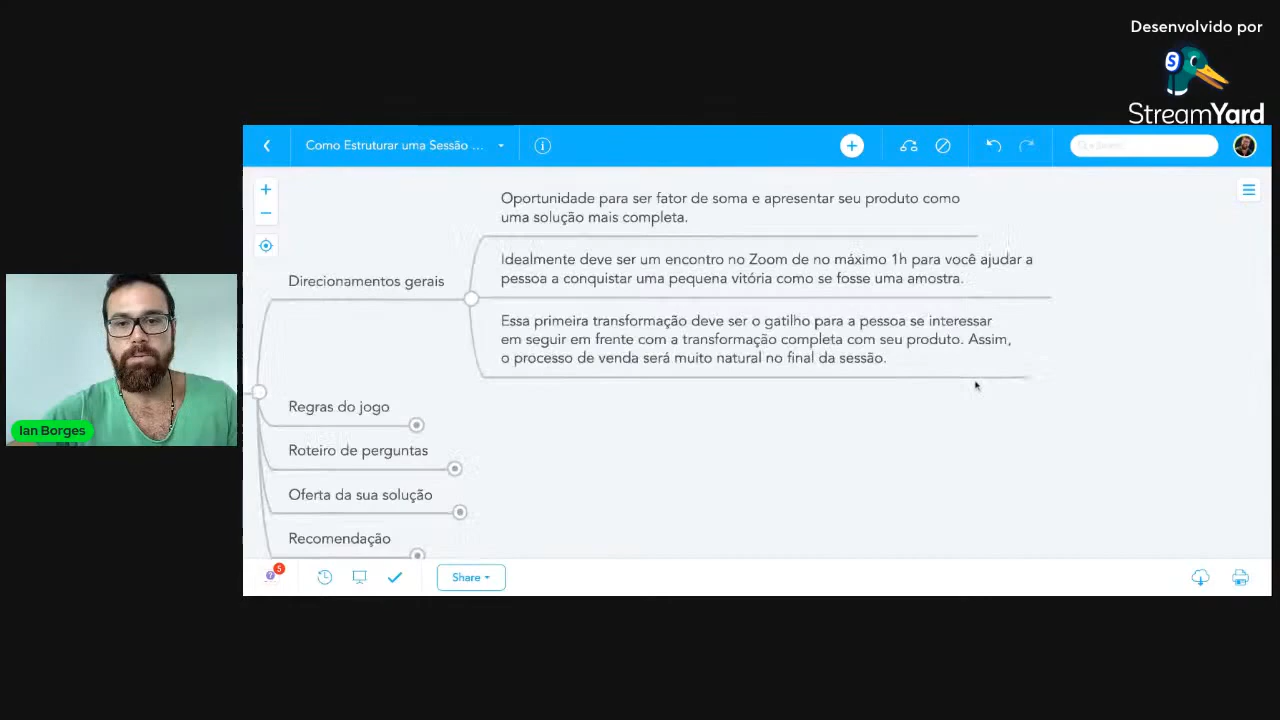 Desenvolvido por
StreamYard
Como Estruturar uma Sessão ...
Oportunidade para ser fator de soma e apresentar seu produto como
uma solução mais completa.
Idealmente deve ser um encontro no Zoom de no máximo 1h para você ajudar a
pessoa a conquistar uma pequena vitória como se fosse uma amostra.
Direcionamentos gerais
Essa primeira transformação deve ser o gatilho para a pessoa se interessar
em seguir em frente com a transformação completa com seu produto. Assim,
o processo de venda será muito natural no final da sessão.
Regras do jogo
Ian Borges
Roteiro de perguntas
Oferta da sua solução
Recomendação
5
Share